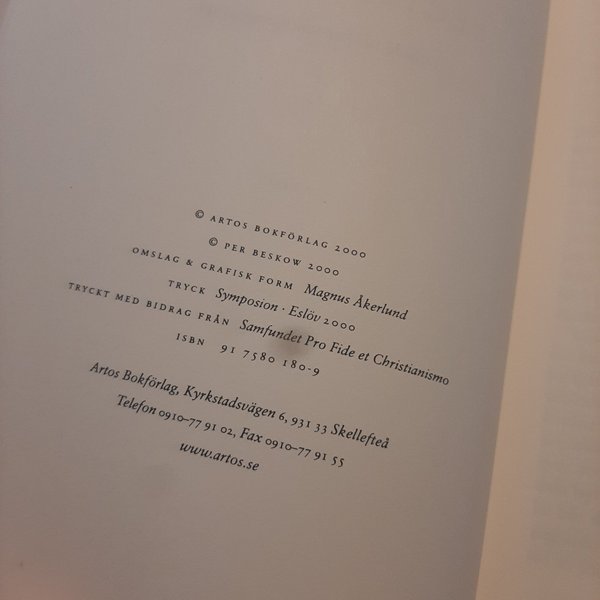 © ARTOS BOKFÖRLAG 2000
© PER BESKOW 2000
OMSLAG & GRAFISK FORM Magnus Åkerlund
TRYCK Symposion · Eslöv 2000
TRYCKT MED BIDRAG FRÅN Samfundet Pro Fide et Christianismo
ISBN 91 7580 180-9
Artos Bokförlag, Kyrkstadsvägen 6, 931 33 Skellefteå
Telefon 0910–77 91 02, Fax 0910–77 91 55
www.artos.se